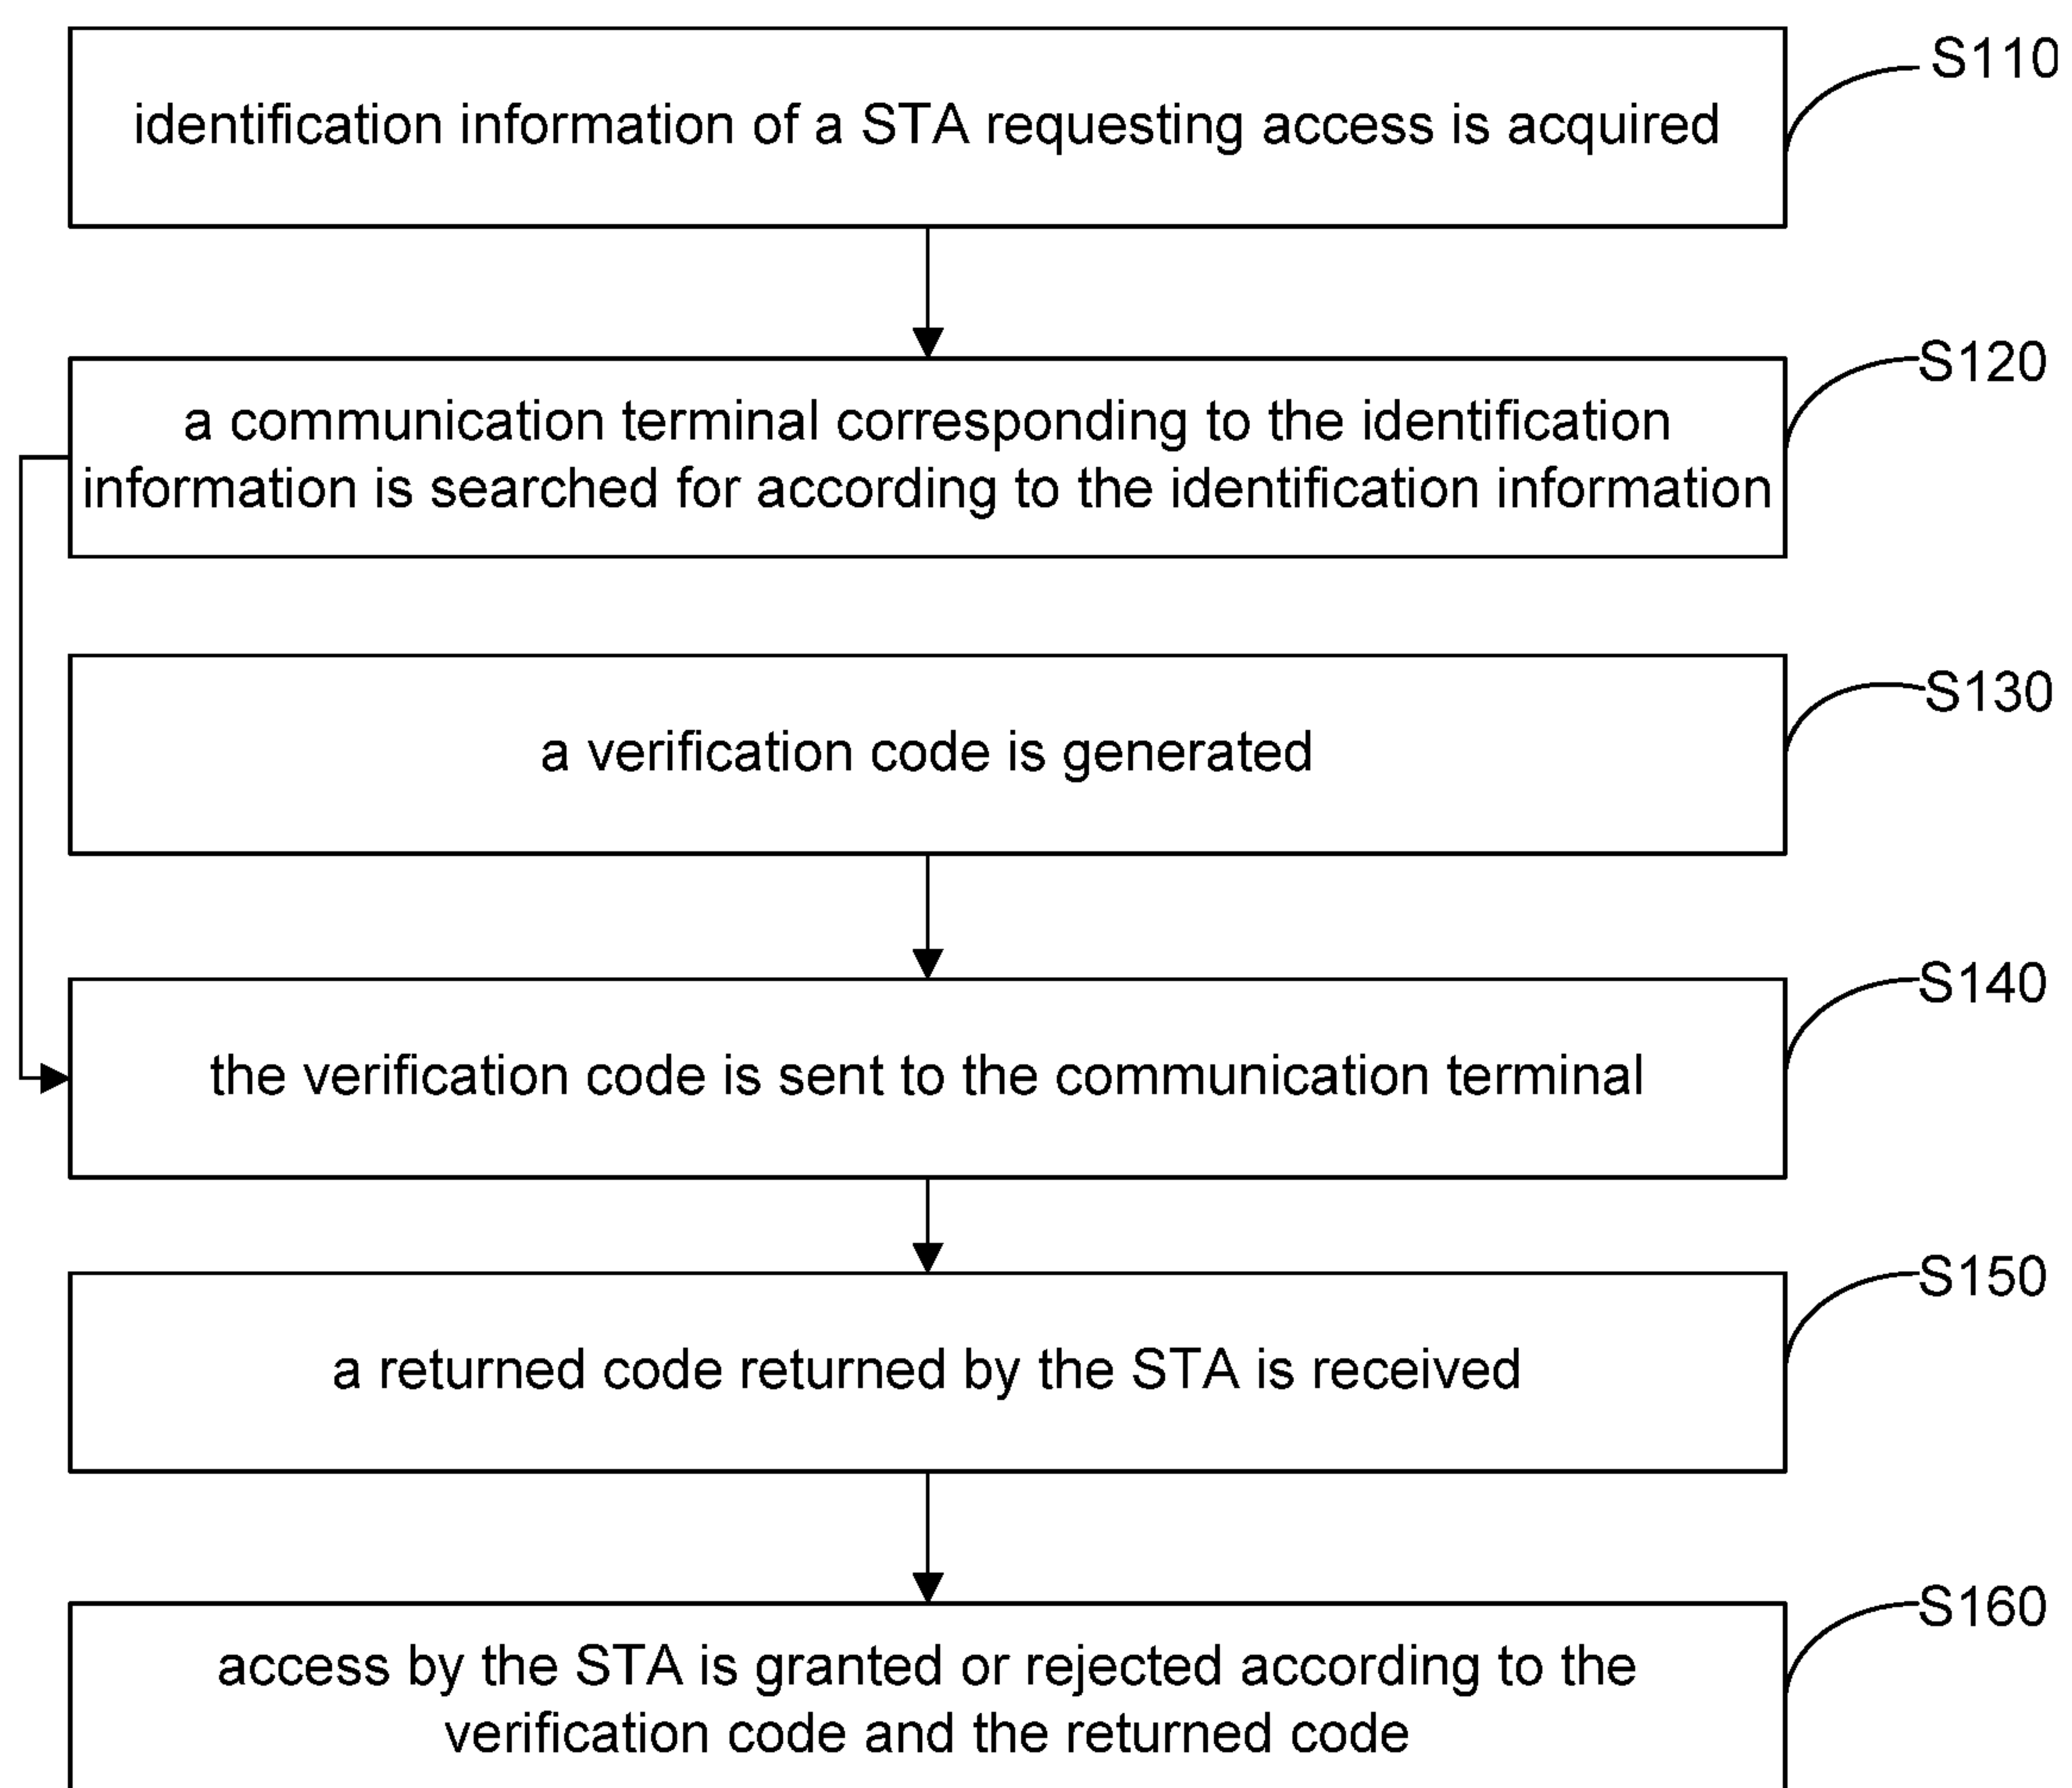 S110
identification information of a STA requesting access is acquired
S120
a communication terminal corresponding to the identification
information is searched for according to the identification information
S130
a verification code is generated
S140
the verification code is sent to the communication terminal
S150
a returned code returned by the STA is received
S160
access by the STA is granted or rejected according to the
verification code and the returned code